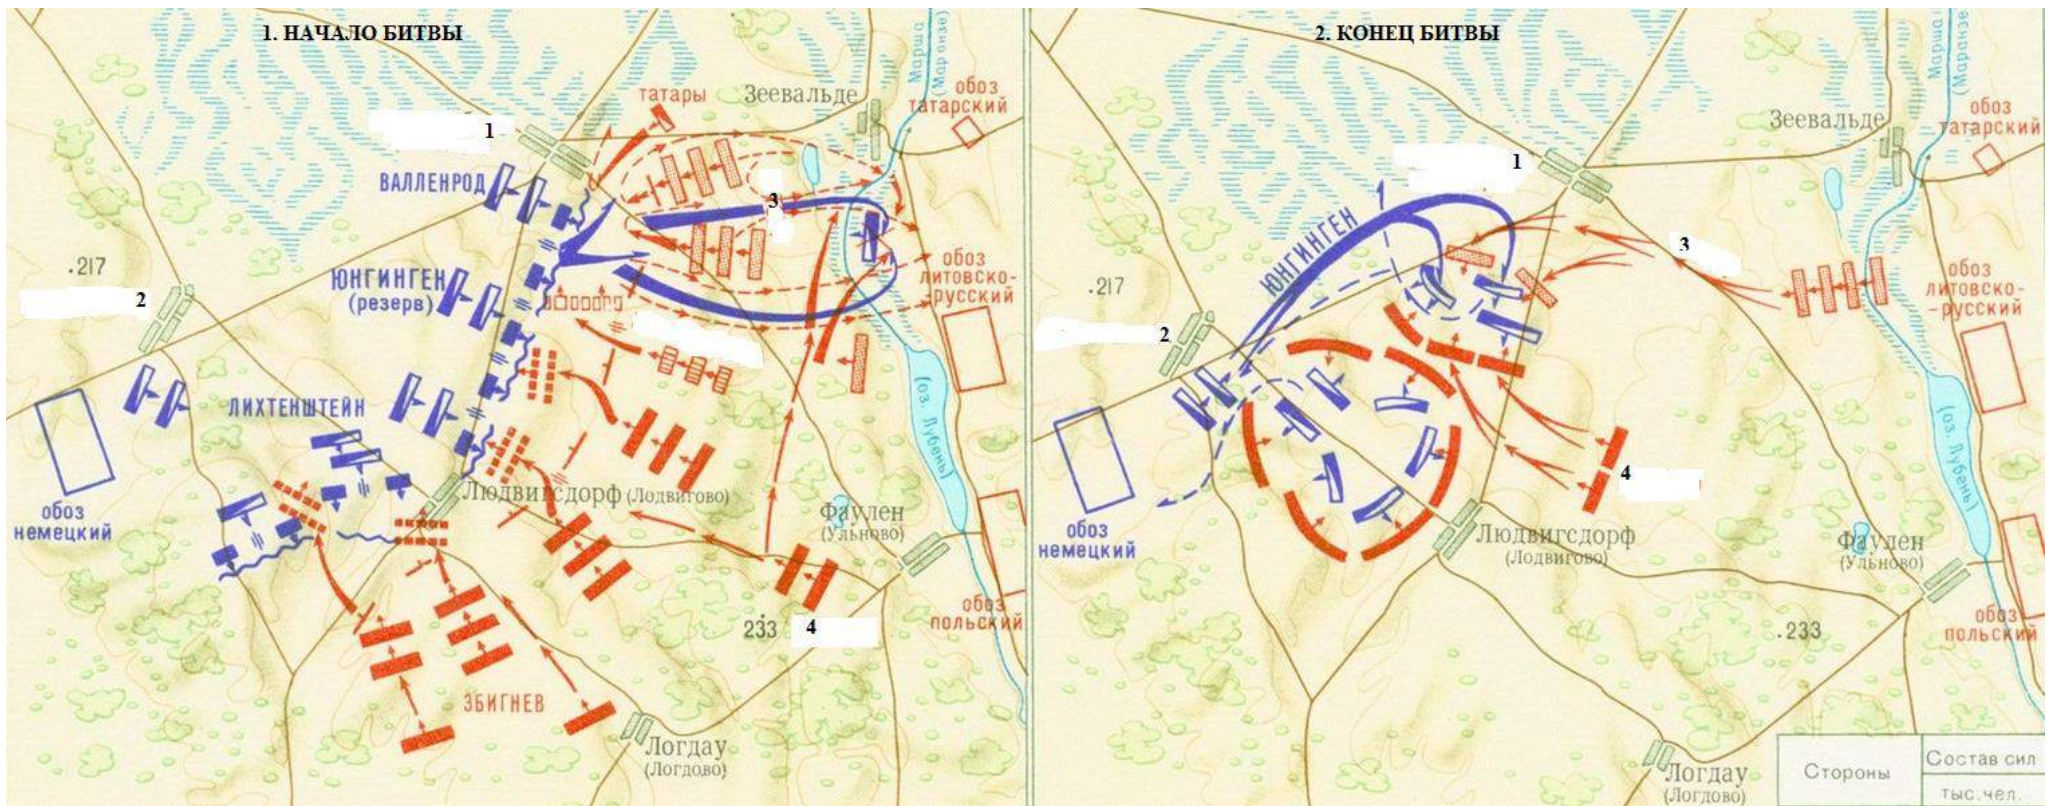 1. НАЧАЛО БИТВЫ
татары
Зеевальде
Марша
(Маранзе)
обоз
татарский
1
ВАЛЛЕНРОД
3
.217
ЮНГИНГЕН
(резерв)
обоз
литовско-
-русский
2
ЛИХТЕНШТЕЙН
(оз. Лубень)
обоз
немецкий
Людвигсдорф (Лодвигово)
Фаулен
(Ульново)
обоз
польский
233
4
ЗБИГНЕВ
Логдау
(Логдово)
2. КОНЕЦ БИТВЫ
Марша
(Маранзе)
обоз
татарский
Зеевальде
1
ЮНГИНГЕН
3
.217
обоз
литовско-
-русский
2
(оз. Лубень)
4
обоз
немецкий
Людвигсдорф
(Лодвигово)
Фаулен
(Ульново)
обоз
польский
.233
Логдау
(Логдово)
Стороны
Состав сил
тыс.чел.